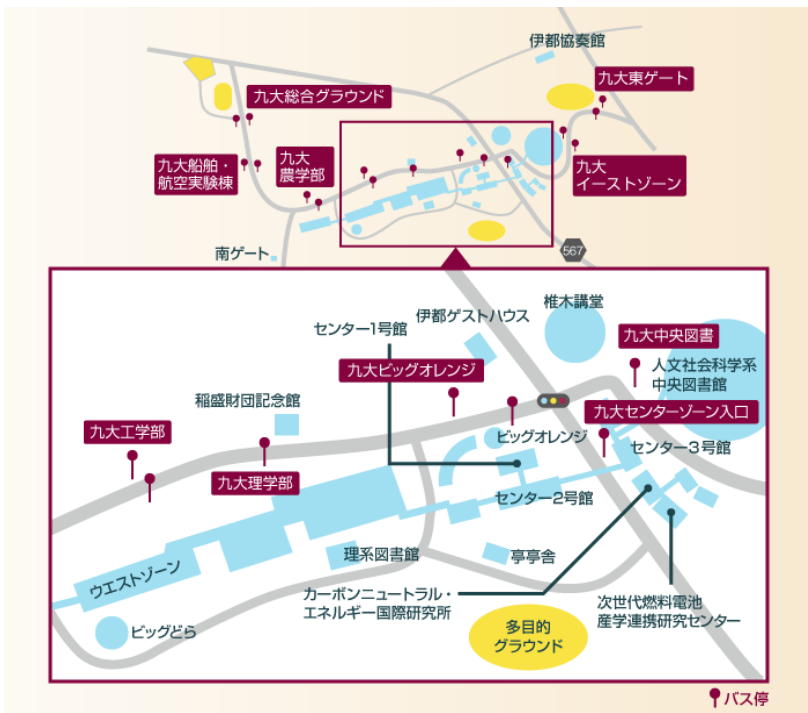 伊都協奏館
九大東ゲート
九大総合グラウンド
九大船舶・
航空実験棟
九大
農学部
九大
イーストゾーン
南ゲート
567
椎木講堂
伊都ゲストハウス
センター1号館
九大中央図書
人文社会科学系
中央図書館
九大ビッグオレンジ
稲盛財団記念館
九大センターゾーン入口
九大工学部
ビッグオレンジ
センター3号館
九大理学部
センター2号館
理系図書館
亭亭舎
ウエストゾーン
カーボンニュートラル・
エネルギー国際研究所
次世代燃料電池
産学連携研究センター
ビッグどら
多目的
グラウンド
バス停